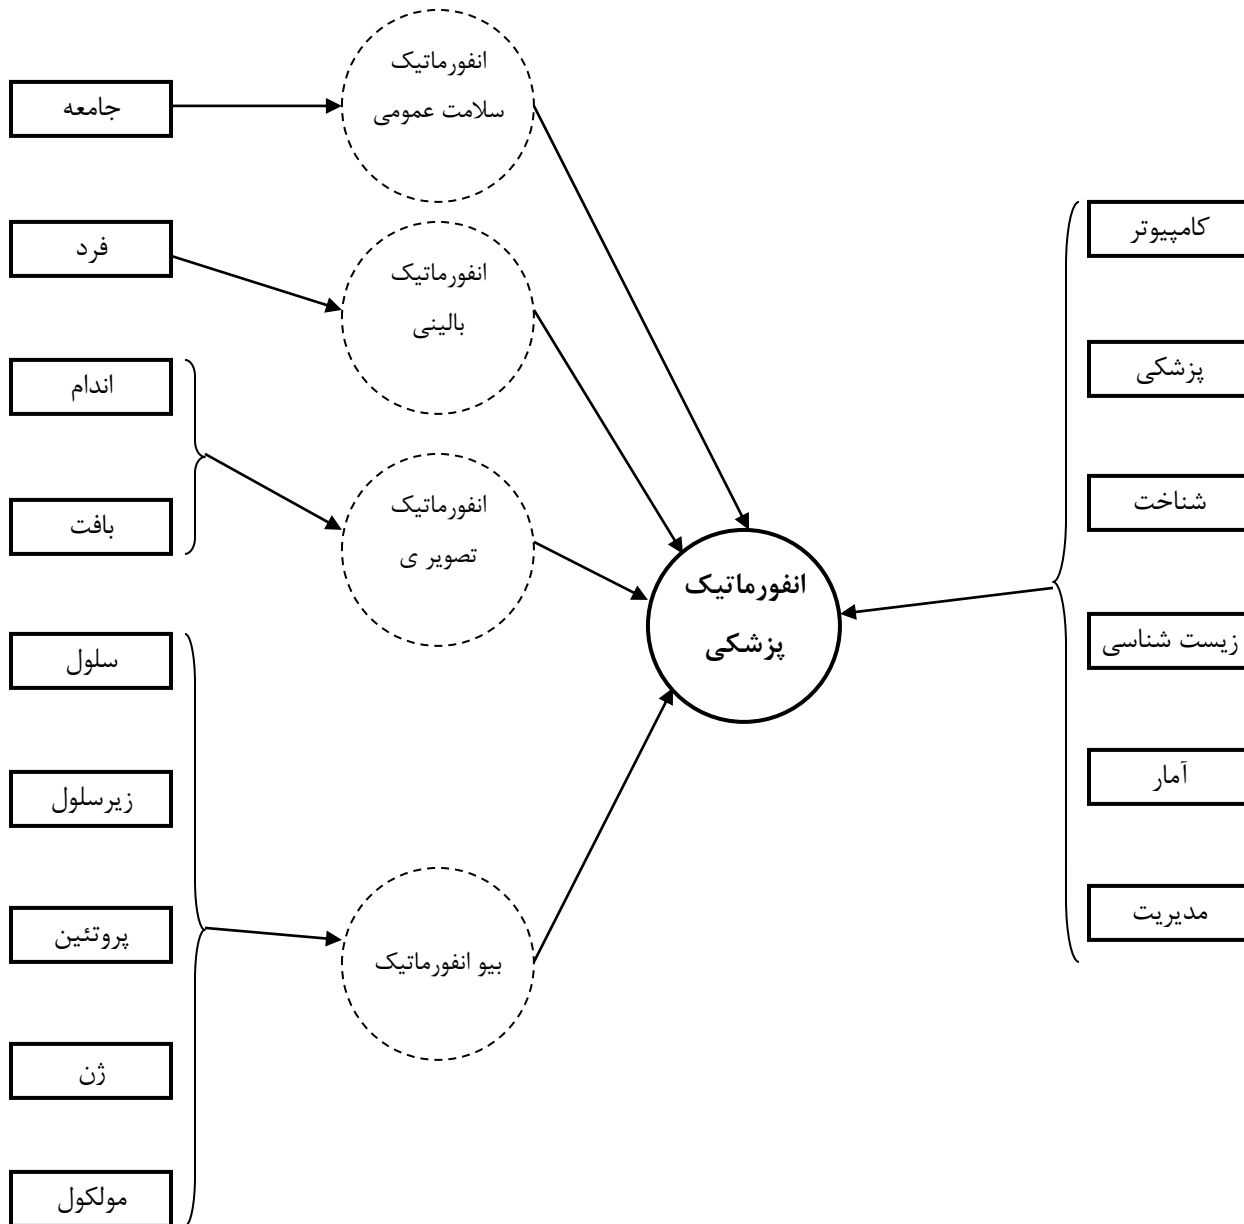 انفورماتیک
سلامت عمومی
جامعه
کامپیوتر
فرد
انفورماتیک
بالینی
پزشکی
اندام
انفورماتیک
تصویر ی
شناخت
بافت
انفورماتیک
پزشکی
زیست شناسی
سلول
آمار
زیرسلول
مدیریت
پروتئین
بیو انفورماتیک
ژن
مولکول